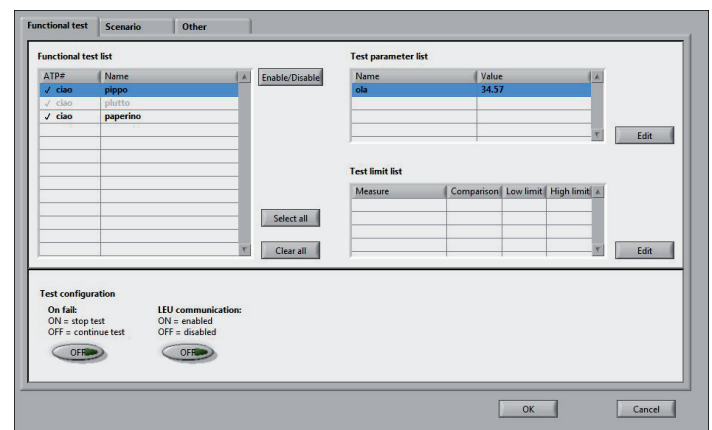 Functional test Scenario Other
Functional test list
ATP# Name
✓ ciao pippo
✓ ciao plutto
✓ ciao paperino
Enable/Disable
Select all
Clear all
Test parameter list
Name Value
ola 34.57
Edit
Test limit list
Measure Comparison Low limit High limit
Edit
Test configuration
On fail:
ON = stop test
OFF = continue test
OFF
LEU communication:
ON = enabled
OFF = disabled
OFF
OK Cancel